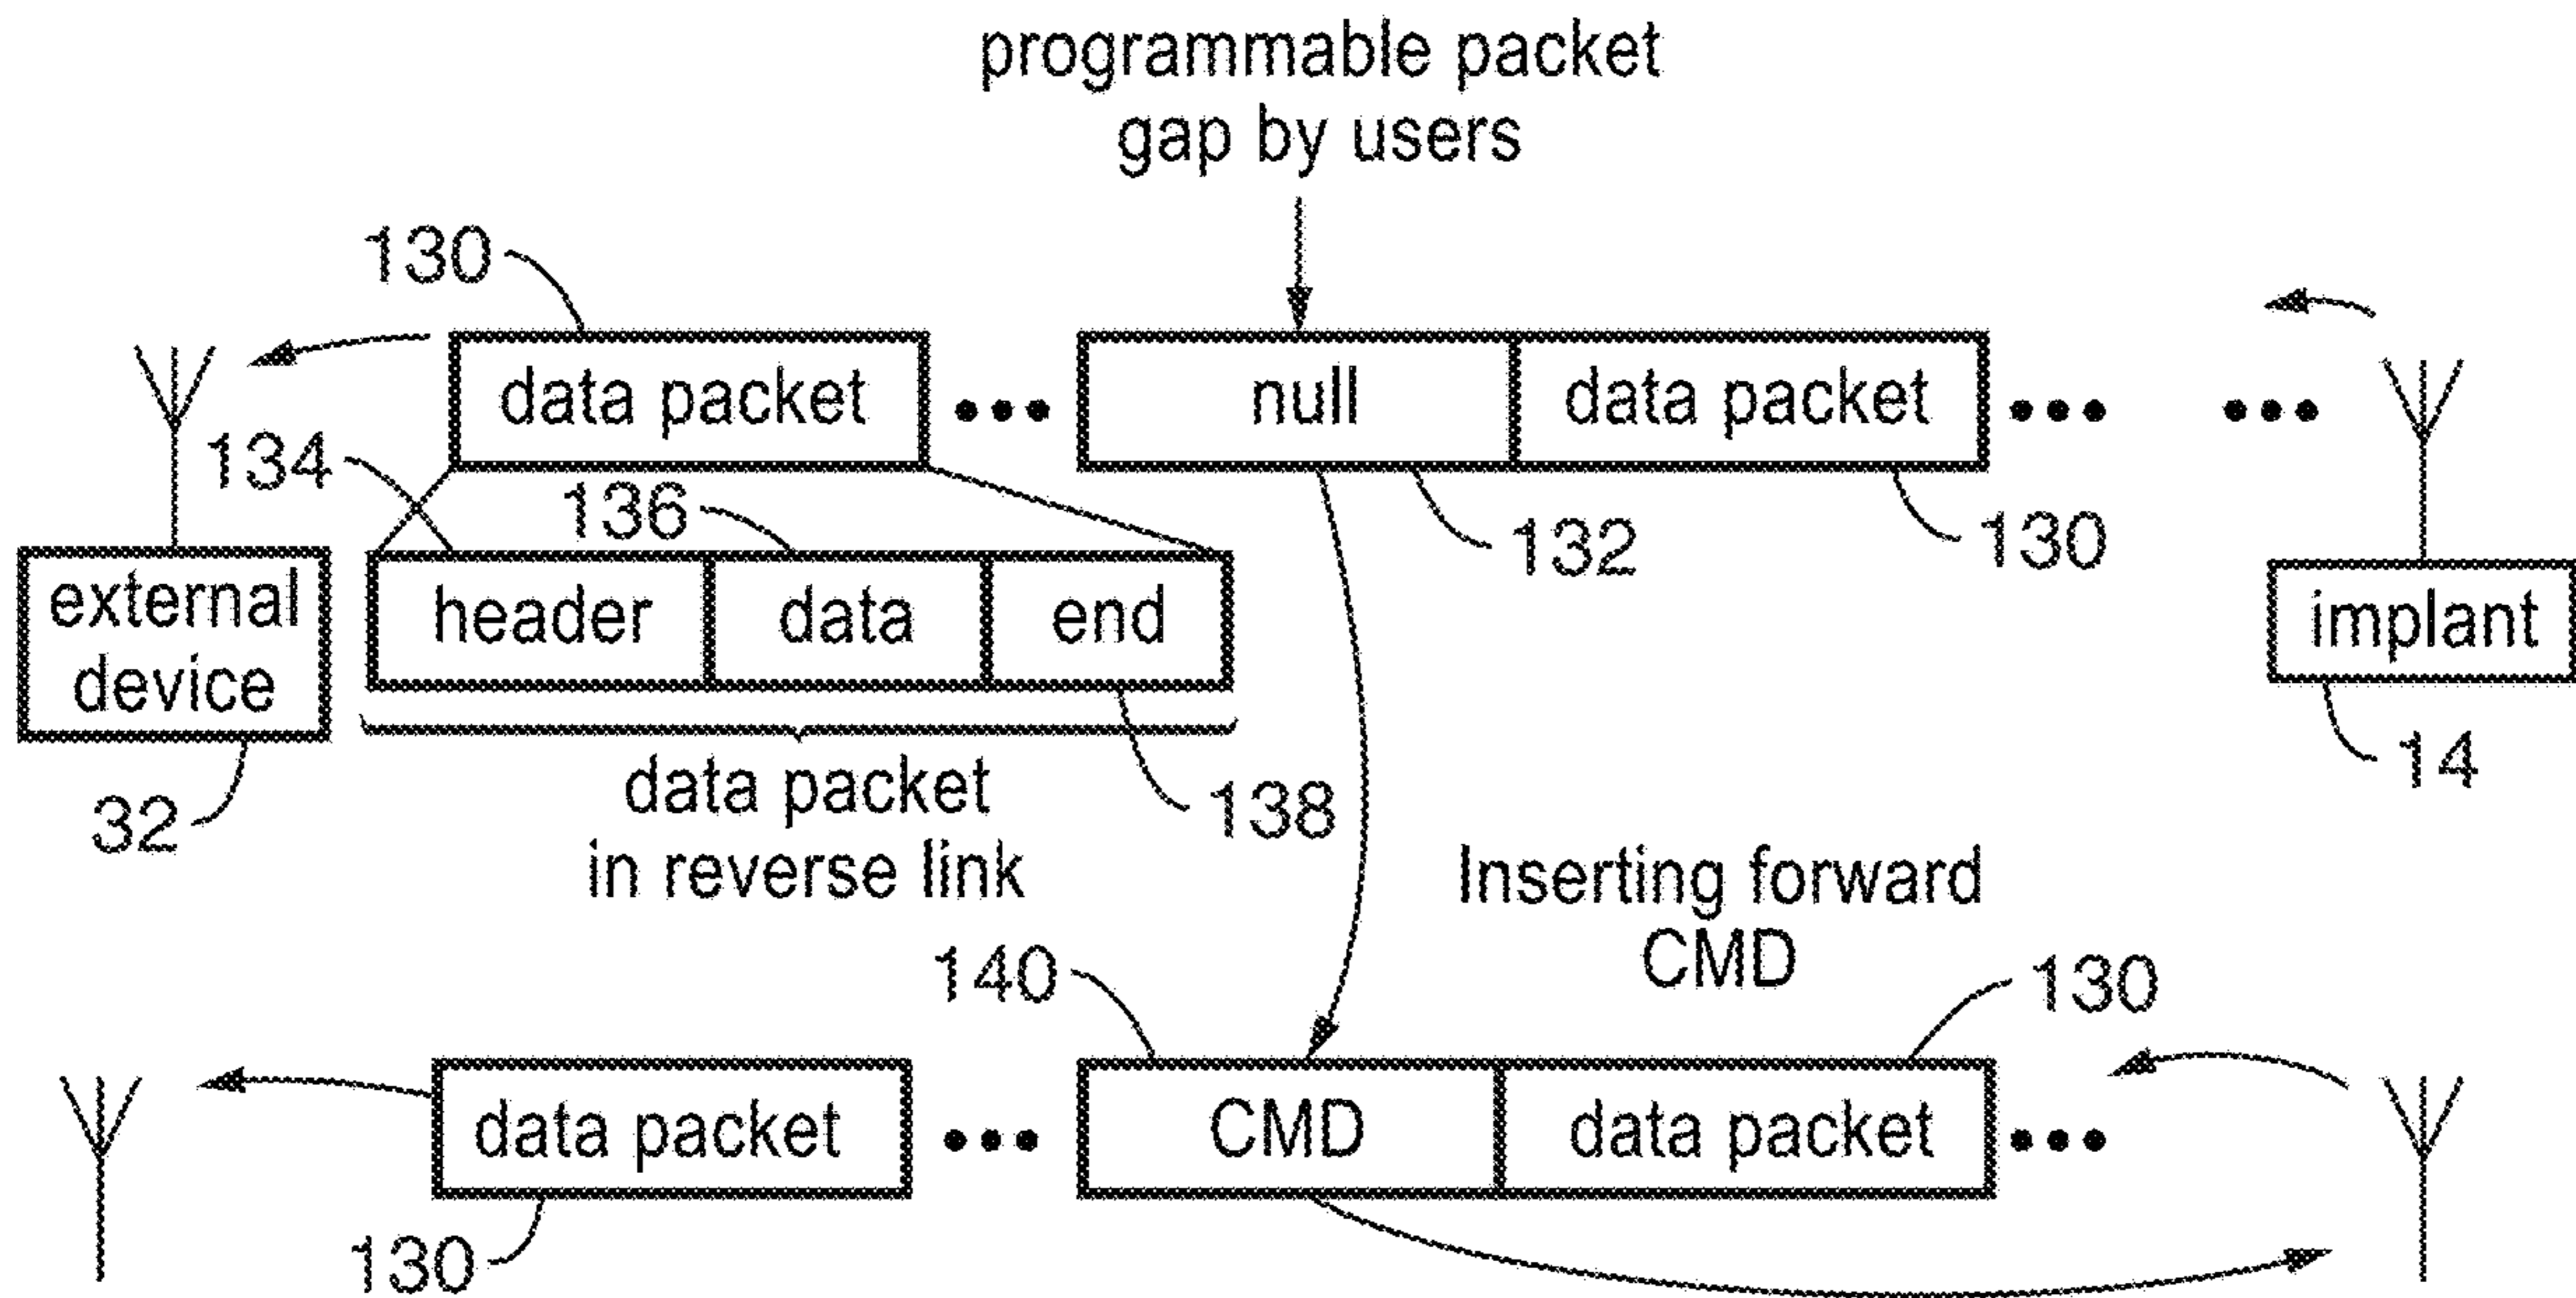 programmable packet
gap by users
130
data packet
•••
null
data packet
•••
•••
134
136
132
130
external
device
header
data
end
implant
32
data packet
in reverse link
138
14
Inserting forward
CMD
140
130
data packet
•••
CMD
data packet
•••
130